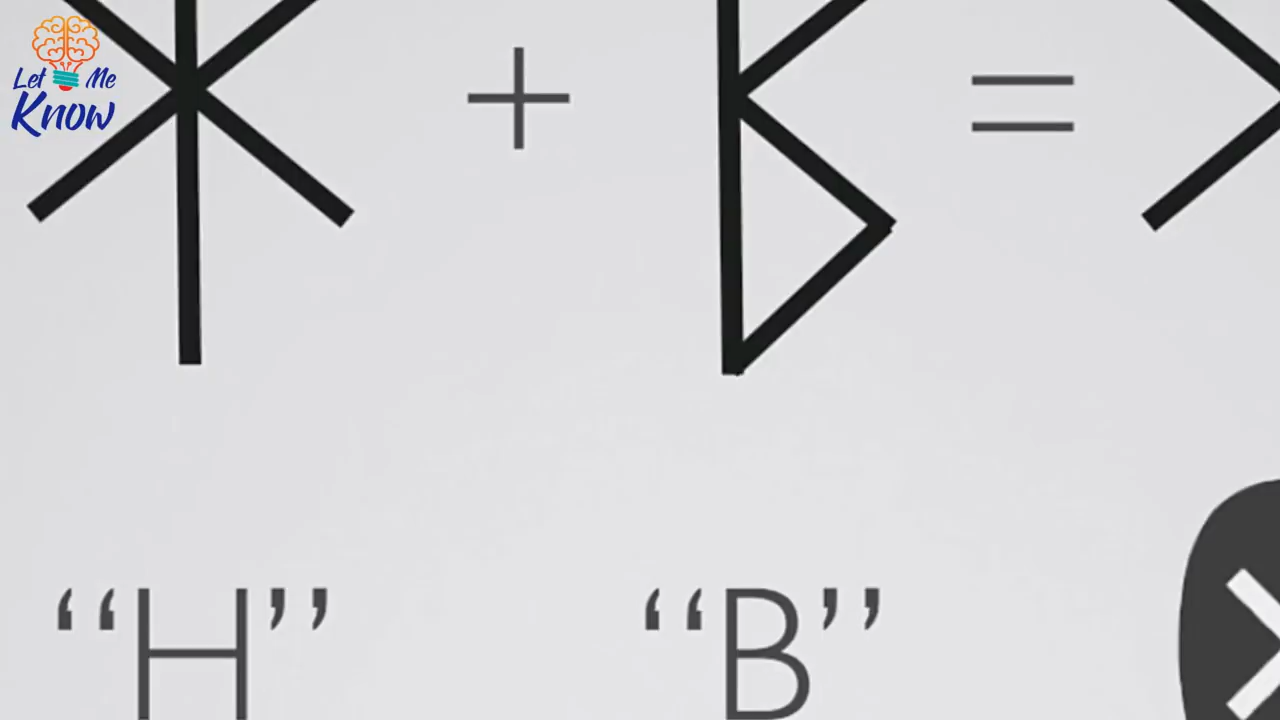 Let Me
Know
ᚼ + ᛒ =
“H” “B”